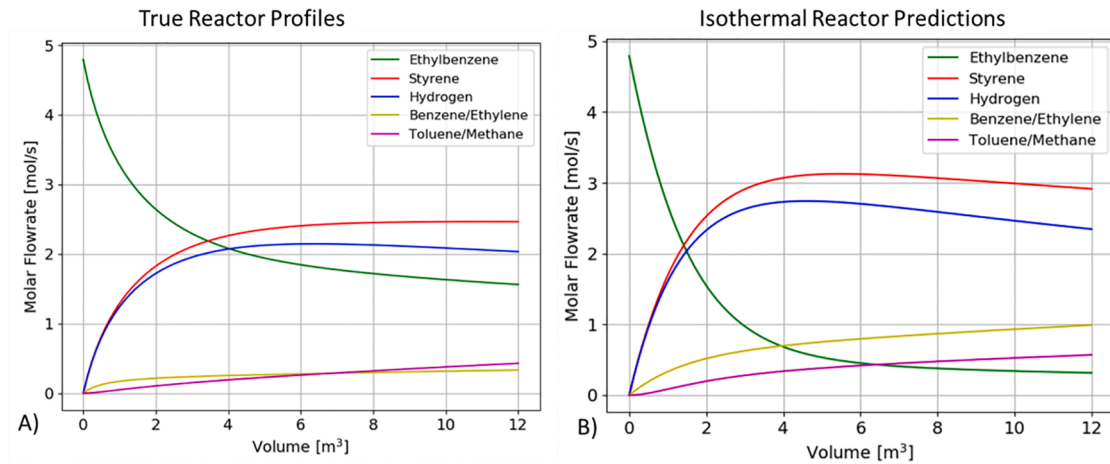 True Reactor Profiles
5
4
3
2
1
0
Molar Flowrate [mol/s]
Ethylbenzene
Styrene
Hydrogen
Benzene/Ethylene
Toluene/Methane
0 2 4 6 8 10 12
Volume [m³]
A)
Isothermal Reactor Predictions
5
4
3
2
1
0
Molar Flowrate [mol/s]
Ethylbenzene
Styrene
Hydrogen
Benzene/Ethylene
Toluene/Methane
0 2 4 6 8 10 12
Volume [m³]
B)